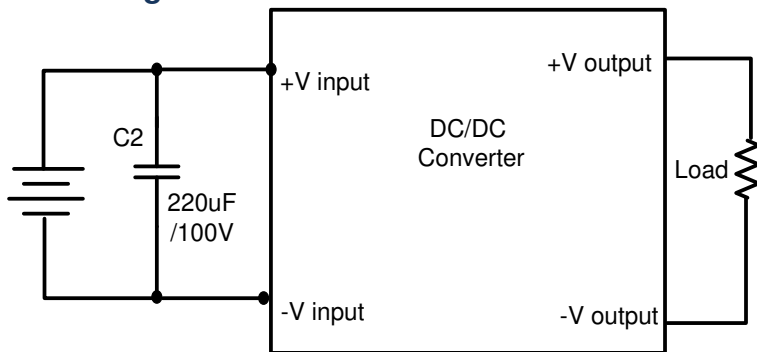 +V input
+V output
C2
DC/DC
Converter
Load
220uF
/100V
-V input
-V output